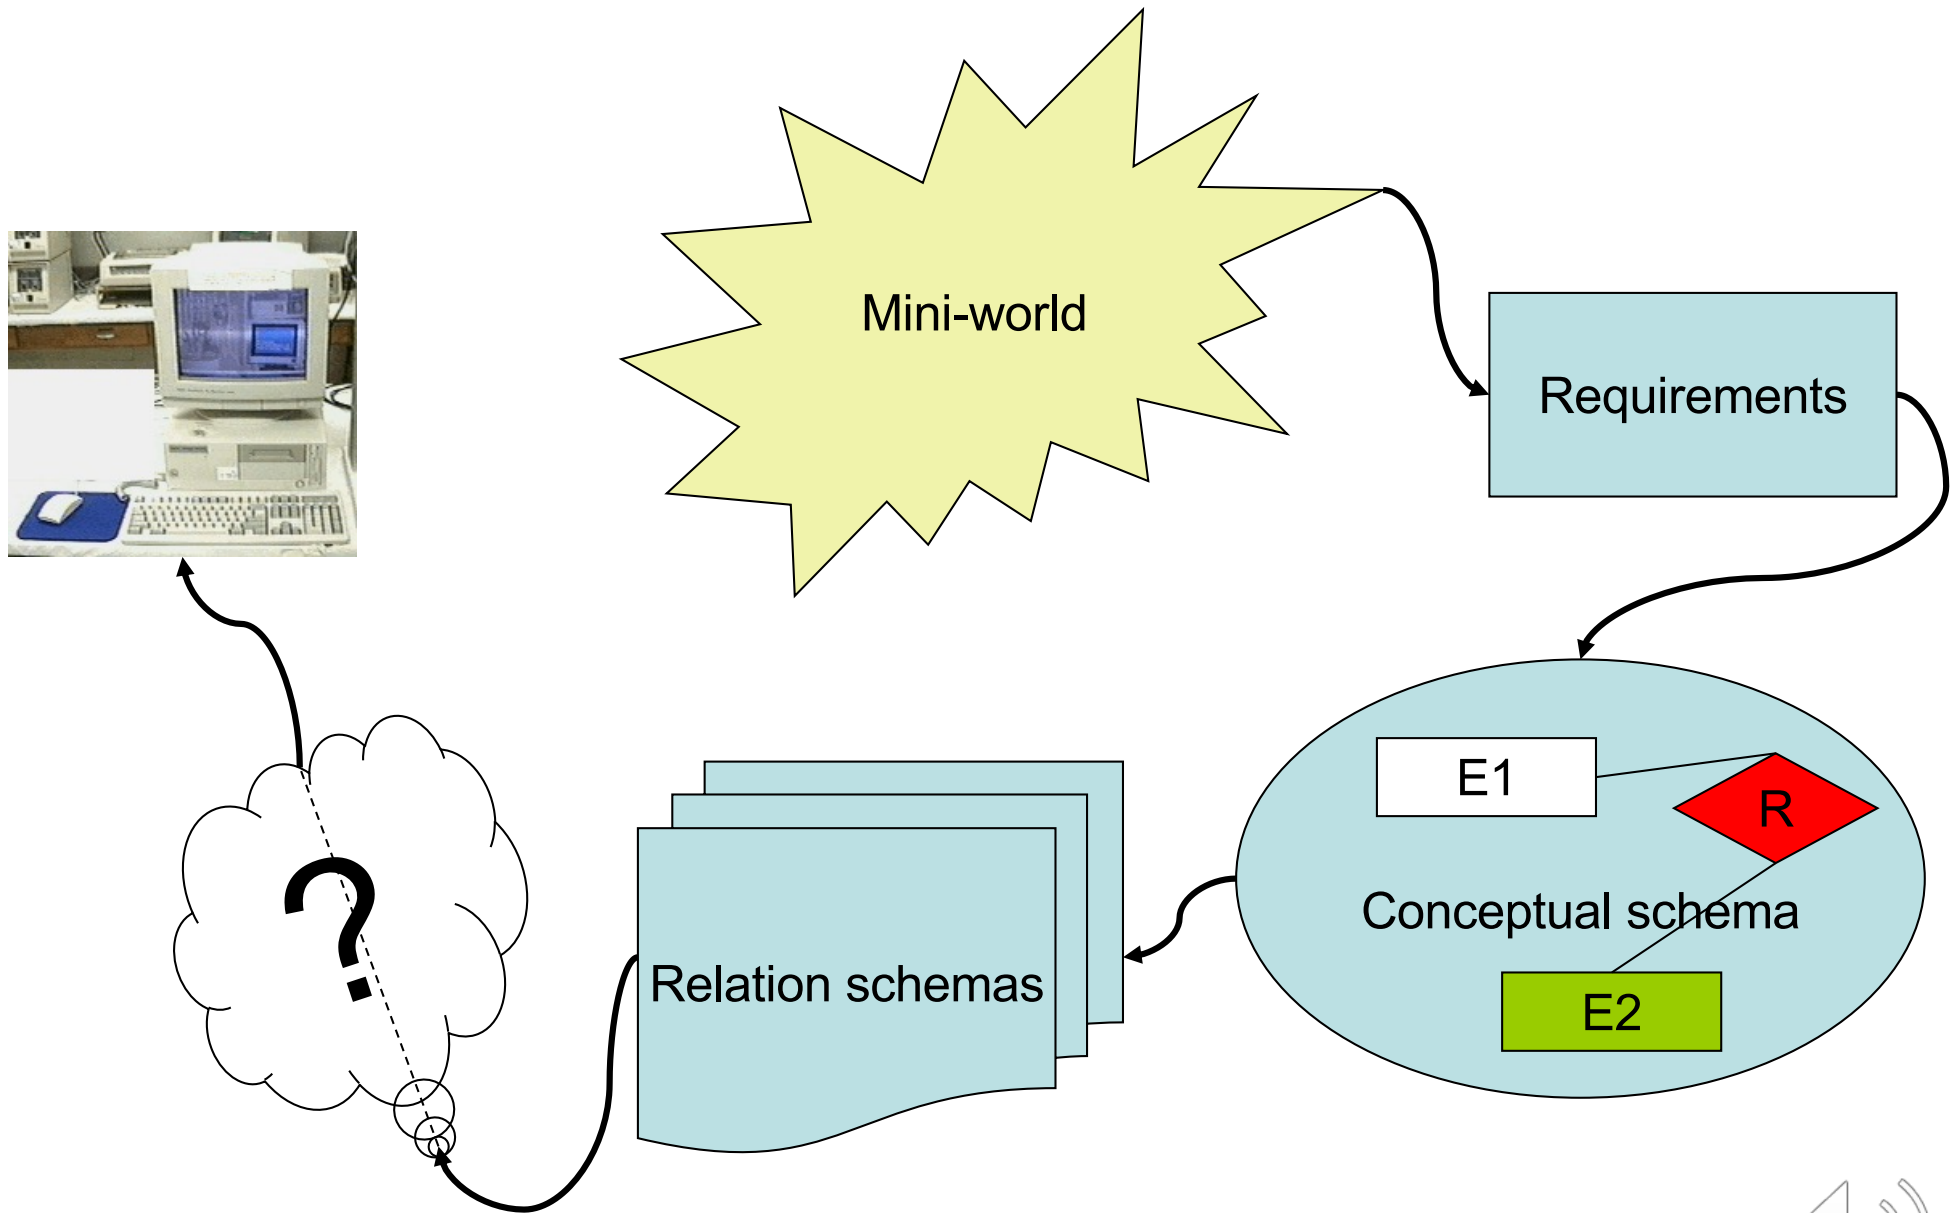 Mini-world
Requirements
E1
R
Conceptual schema
E2
Relation schemas
?